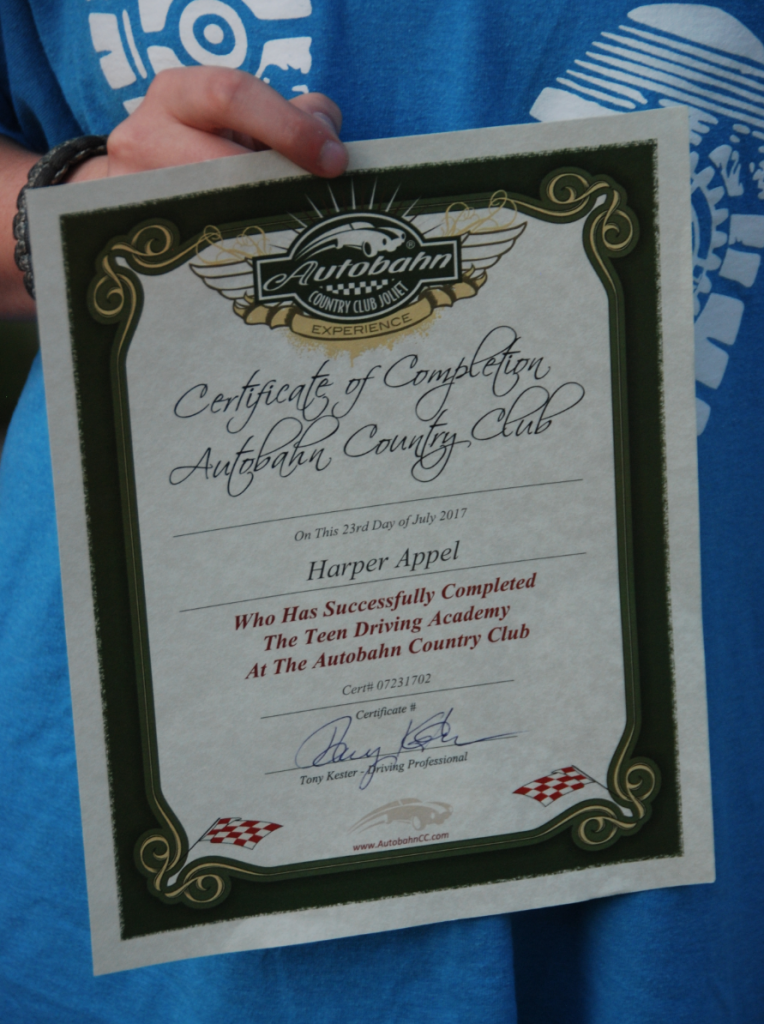 Autobahn®
COUNTRY CLUB JOLIET
EXPERIENCE
Certificate of Completion
Autobahn Country Club
On This 23rd Day of July 2017
Harper Appel
Who Has Successfully Completed
The Teen Driving Academy
At The Autobahn Country Club
Cert# 07231702
Certificate #
Tony Kester
Tony Kester - Driving Professional
www.AutobahnCC.com